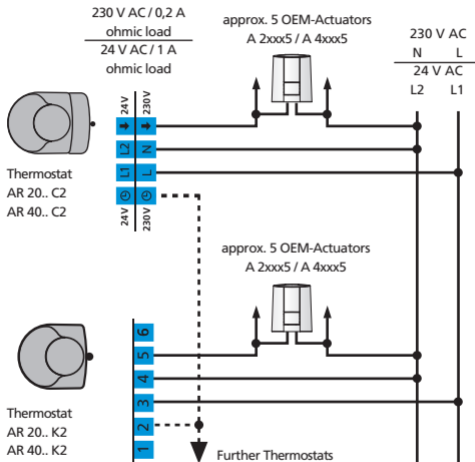 230 V AC / 0,2 A
ohmic load
24 V AC / 1 A
ohmic load
approx. 5 OEM-Actuators
A 2xxx5 / A 4xxx5
230 V AC
N L
24 V AC
L2 L1
24V 230V
L2 N
L1 L
24V 230V
Thermostat
AR 20.. C2
AR 40.. C2
approx. 5 OEM-Actuators
A 2xxx5 / A 4xxx5
6
5
4
3
2
1
Thermostat
AR 20.. K2
AR 40.. K2
Further Thermostats